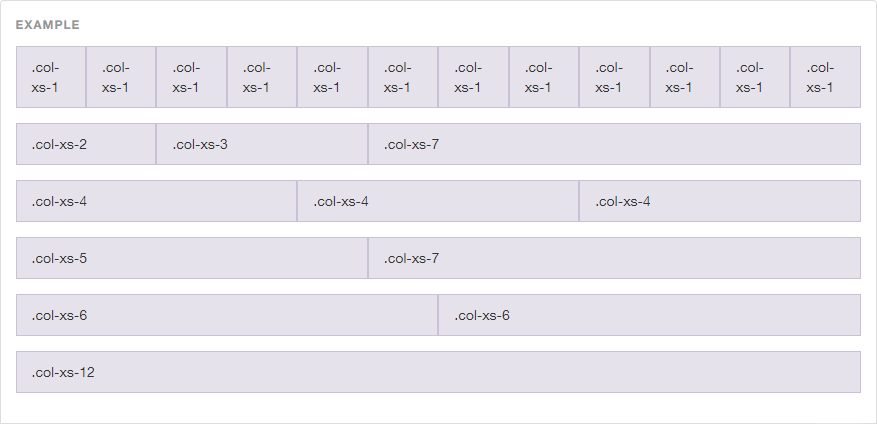 EXAMPLE
.col- .col- .col- .col- .col- .col- .col- .col- .col- .col- .col- .col-
xs-1 xs-1 xs-1 xs-1 xs-1 xs-1 xs-1 xs-1 xs-1 xs-1 xs-1 xs-1
.col-xs-2 .col-xs-3 .col-xs-7
.col-xs-4 .col-xs-4 .col-xs-4
.col-xs-5 .col-xs-7
.col-xs-6 .col-xs-6
.col-xs-12